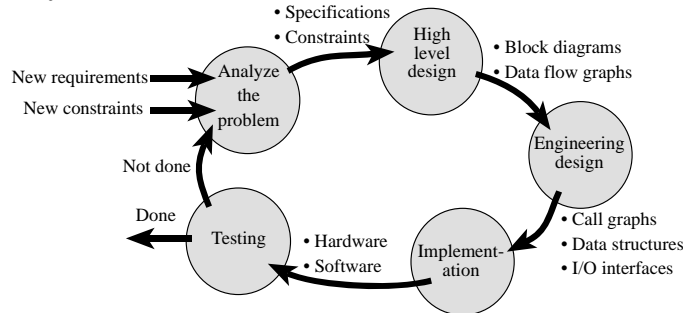 • Specifications
• Constraints
New requirements
New constraints
Analyze
the
problem
High
level
design
• Block diagrams
• Data flow graphs
Engineering
design
• Call graphs
• Data structures
• I/O interfaces
Implement-
ation
• Hardware
• Software
Testing
Not done
Done